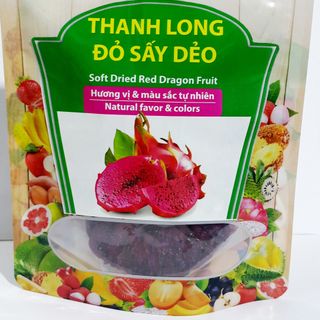 THANH LONG
ĐỎ SẤY DẺO
Soft Dried Red Dragon Fruit
Hương vị & màu sắc tự nhiên
Natural favor & colors